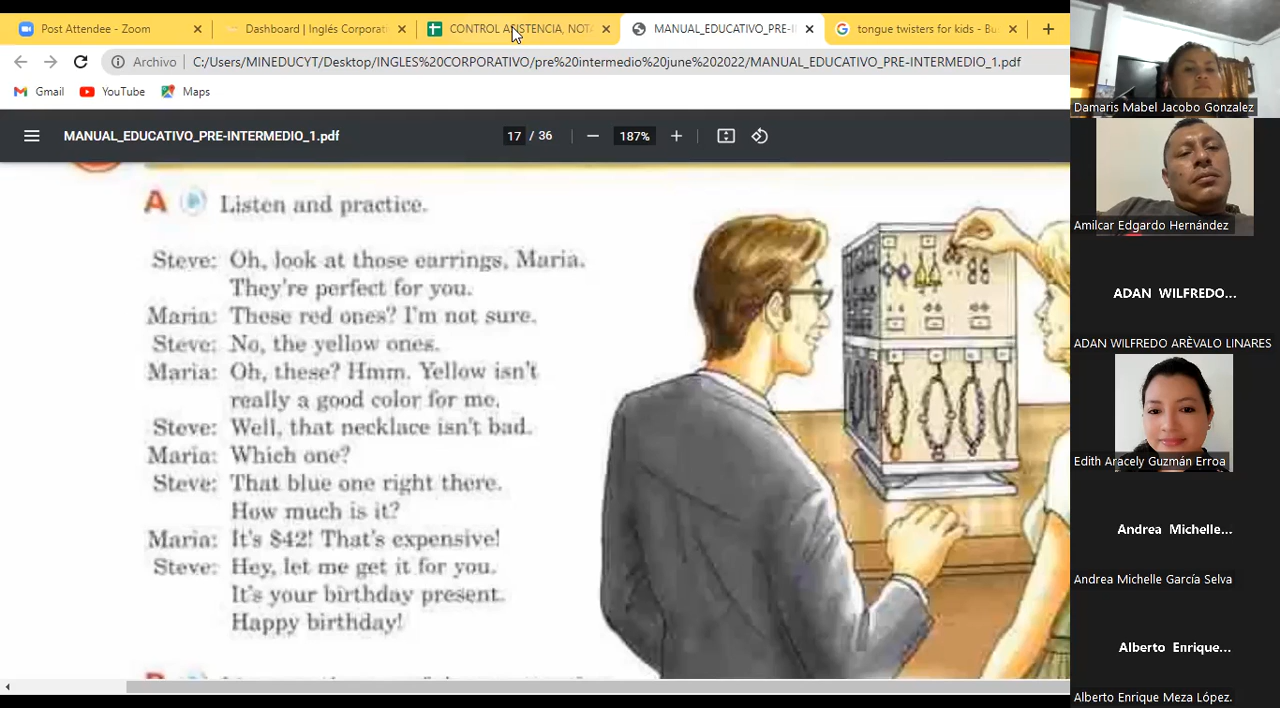 Post Attendee - Zoom
Dashboard | Inglés Corporati
CONTROL ASISTENCIA, NOTA
MANUAL_EDUCATIVO_PRE-I
tongue twisters for kids - Bu
Archivo
C:/Users/MINEDUCYT/Desktop/INGLES%20CORPORATIVO/pre%20intermedio%20june%202022/MANUAL_EDUCATIVO_PRE-INTERMEDIO_1.pdf
Gmail
YouTube
Maps
MANUAL_EDUCATIVO_PRE-INTERMEDIO_1.pdf
17 / 36
187%
A Listen and practice.
Steve: Oh, look at those earrings, Maria.
They're perfect for you.
Maria: These red ones? I'm not sure.
Steve: No, the yellow ones.
Maria: Oh, these? Hmm. Yellow isn't
really a good color for me.
Steve: Well, that necklace isn't bad.
Maria: Which one?
Steve: That blue one right there.
How much is it?
Maria: It's $42! That's expensive!
Steve: Hey, let me get it for you.
It's your birthday present.
Happy birthday!
Damaris Mabel Jacobo Gonzalez
Amilcar Edgardo Hernández
ADAN WILFREDO...
ADAN WILFREDO ARÈVALO LINARES
Edith Aracely Guzmán Erroa
Andrea Michelle...
Andrea Michelle García Selva
Alberto Enrique...
Alberto Enrique Meza López.